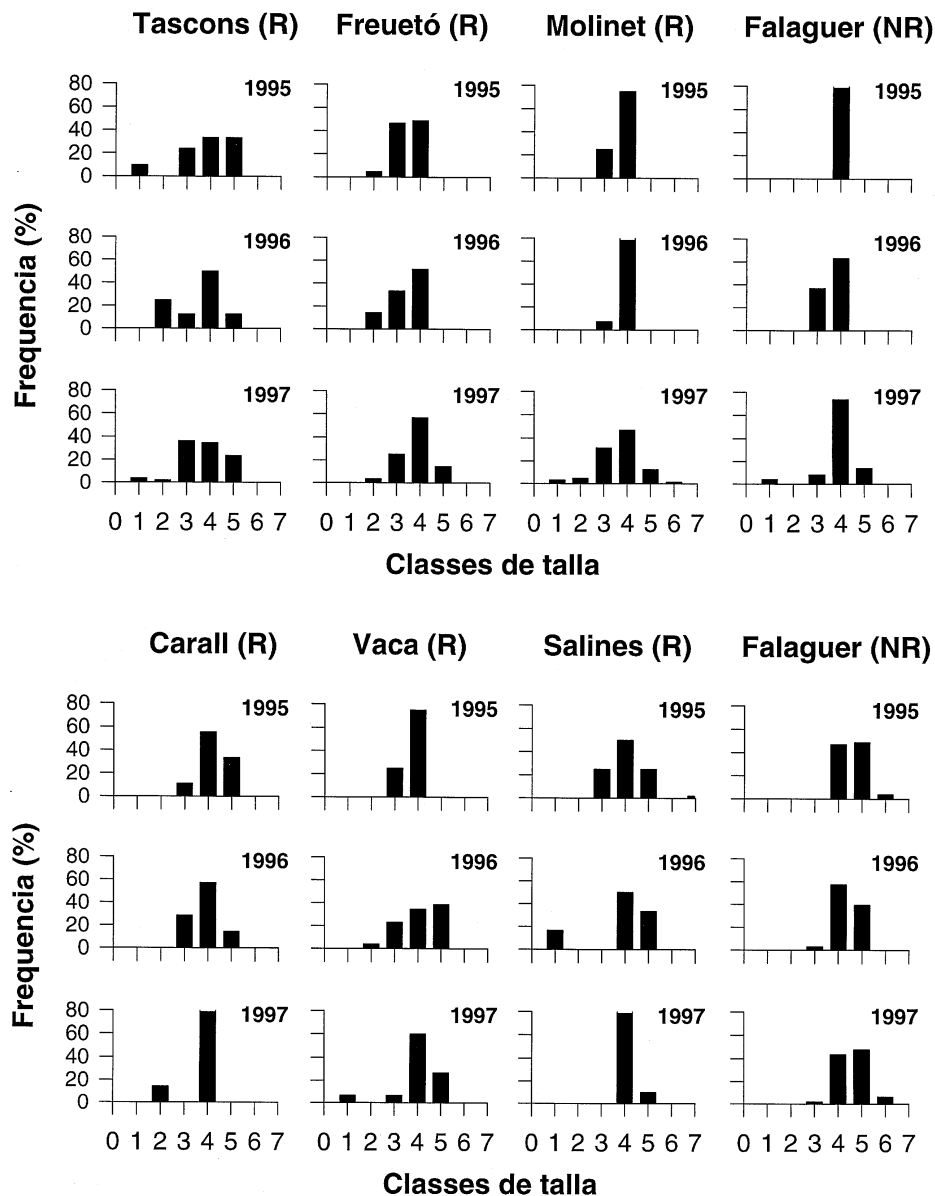 Tascons (R) Freuetó (R) Molinet (R) Falaguer (NR)
80 1995 1995 1995 1995
60
40
20
0
80 1996 1996 1996 1996
60
40
20
0
80 1997 1997 1997 1997
60
40
20
0
Frequencia (%)
0 1 2 3 4 5 6 7 0 1 2 3 4 5 6 7 0 1 2 3 4 5 6 7 0 1 2 3 4 5 6 7
Classes de talla
Carall (R) Vaca (R) Salines (R) Falaguer (NR)
80 1995 1995 1995 1995
60
40
20
0
80 1996 1996 1996 1996
60
40
20
0
80 1997 1997 1997 1997
60
40
20
0
Frequencia (%)
0 1 2 3 4 5 6 7 0 1 2 3 4 5 6 7 0 1 2 3 4 5 6 7 0 1 2 3 4 5 6 7
Classes de talla